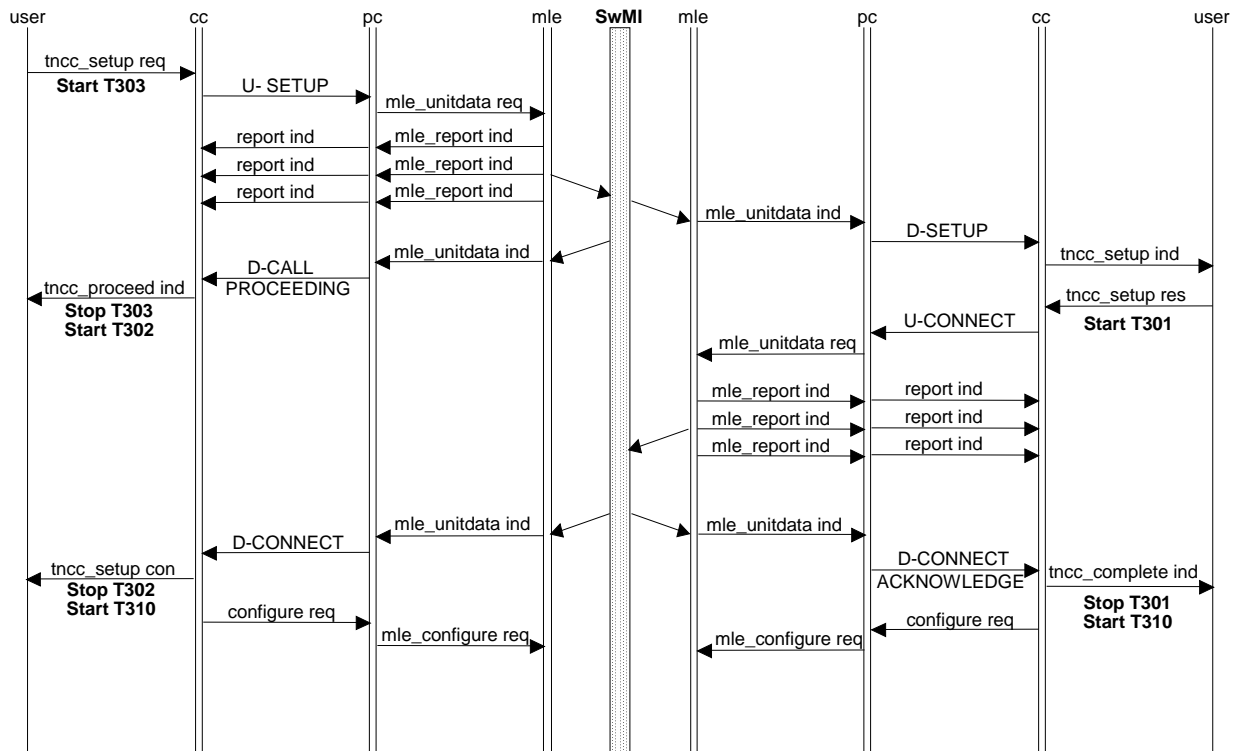 user cc pc mle SwMI mle pc cc user
tncc_setup req
Start T303
U- SETUP
mle_unitdata req
report ind
mle_report ind
report ind
mle_report ind
report ind
mle_report ind
mle_unitdata ind
D-SETUP
tncc_setup ind
mle_unitdata ind
D-CALL
PROCEEDING
tncc_proceed ind
Stop T303
Start T302
tncc_setup res
Start T301
U-CONNECT
mle_unitdata req
mle_report ind
report ind
mle_report ind
report ind
mle_report ind
report ind
mle_unitdata ind
mle_unitdata ind
D-CONNECT
D-CONNECT
ACKNOWLEDGE
tncc_setup con
Stop T302
Start T310
tncc_complete ind
Stop T301
Start T310
configure req
configure req
mle_configure req
mle_configure req